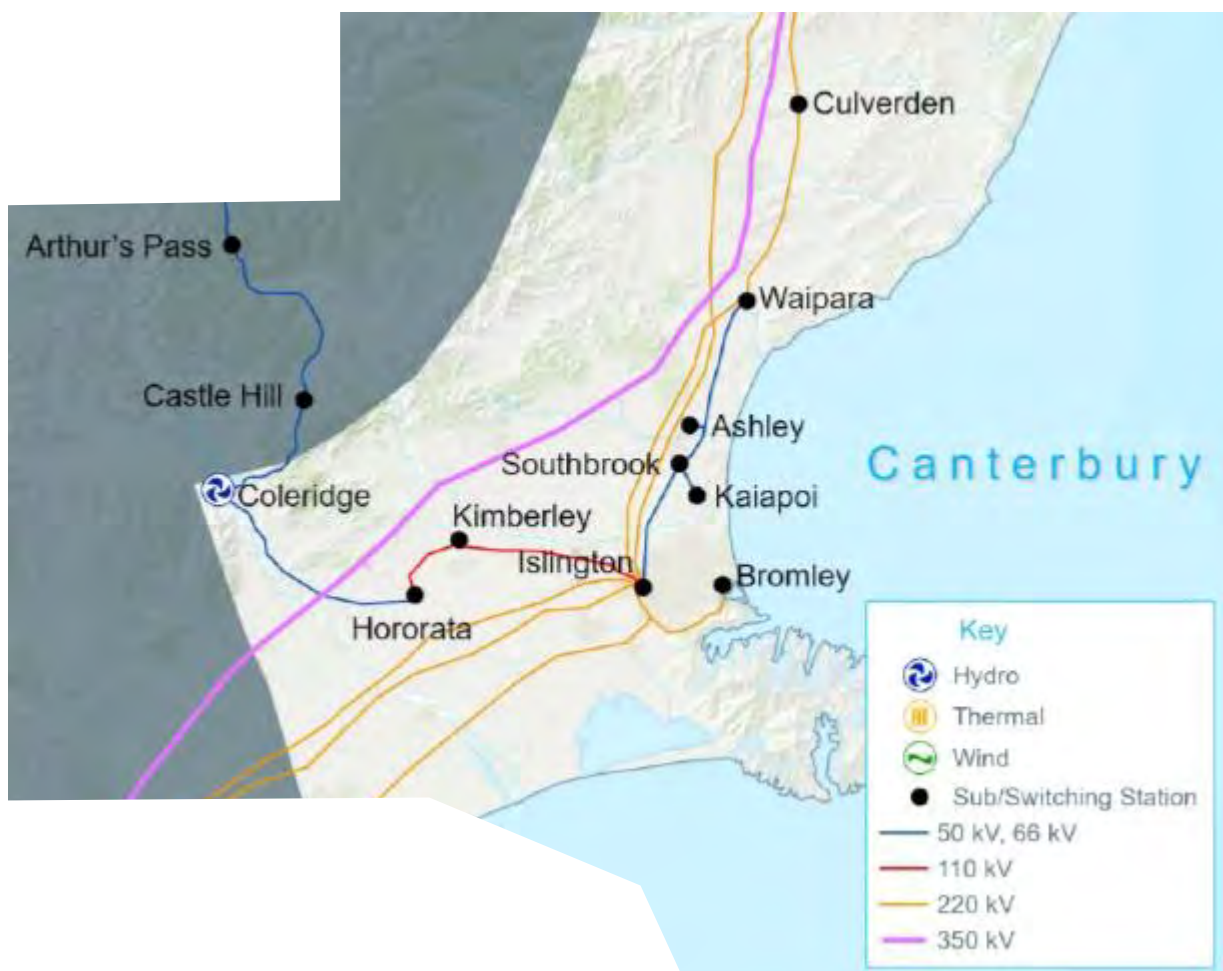 Culverden
Arthur's Pass
Waipara
Castle Hill
Ashley
Southbrook
Canterbury
Coleridge
Kaiapoi
Kimberley
Islington
Bromley
Hororata
Key
Hydro
Thermal
Wind
Sub/Switching Station
50 kV, 66 kV
110 kV
220 kV
350 kV